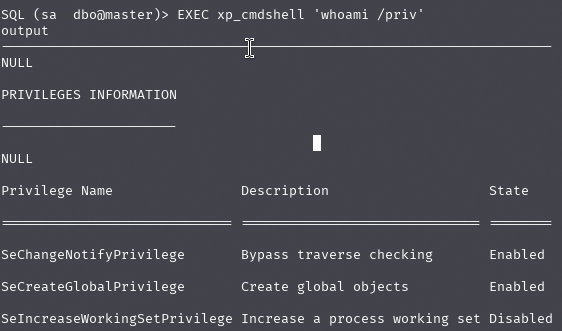 SQL (sa  dbo@master)> EXEC xp_cmdshell 'whoami /priv'
output
NULL
PRIVILEGES INFORMATION
NULL
Privilege Name                Description                    State
SeChangeNotifyPrivilege       Bypass traverse checking       Enabled
SeCreateGlobalPrivilege       Create global objects          Enabled
SeIncreaseWorkingSetPrivilege Increase a process working set Disabled